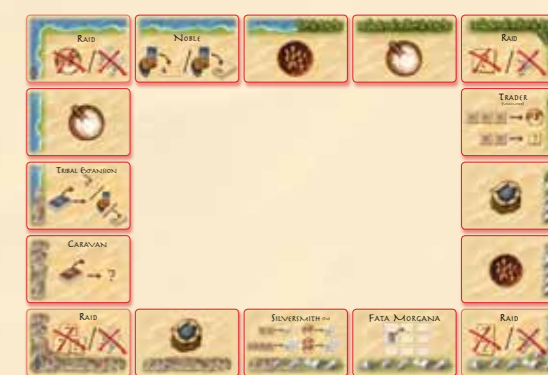 RAID
NOBLE
RAID
TRADER
TRIBAL EXPANSION
CARAVAN
RAID
SILVERSMITH
FATA MORGANA
RAID